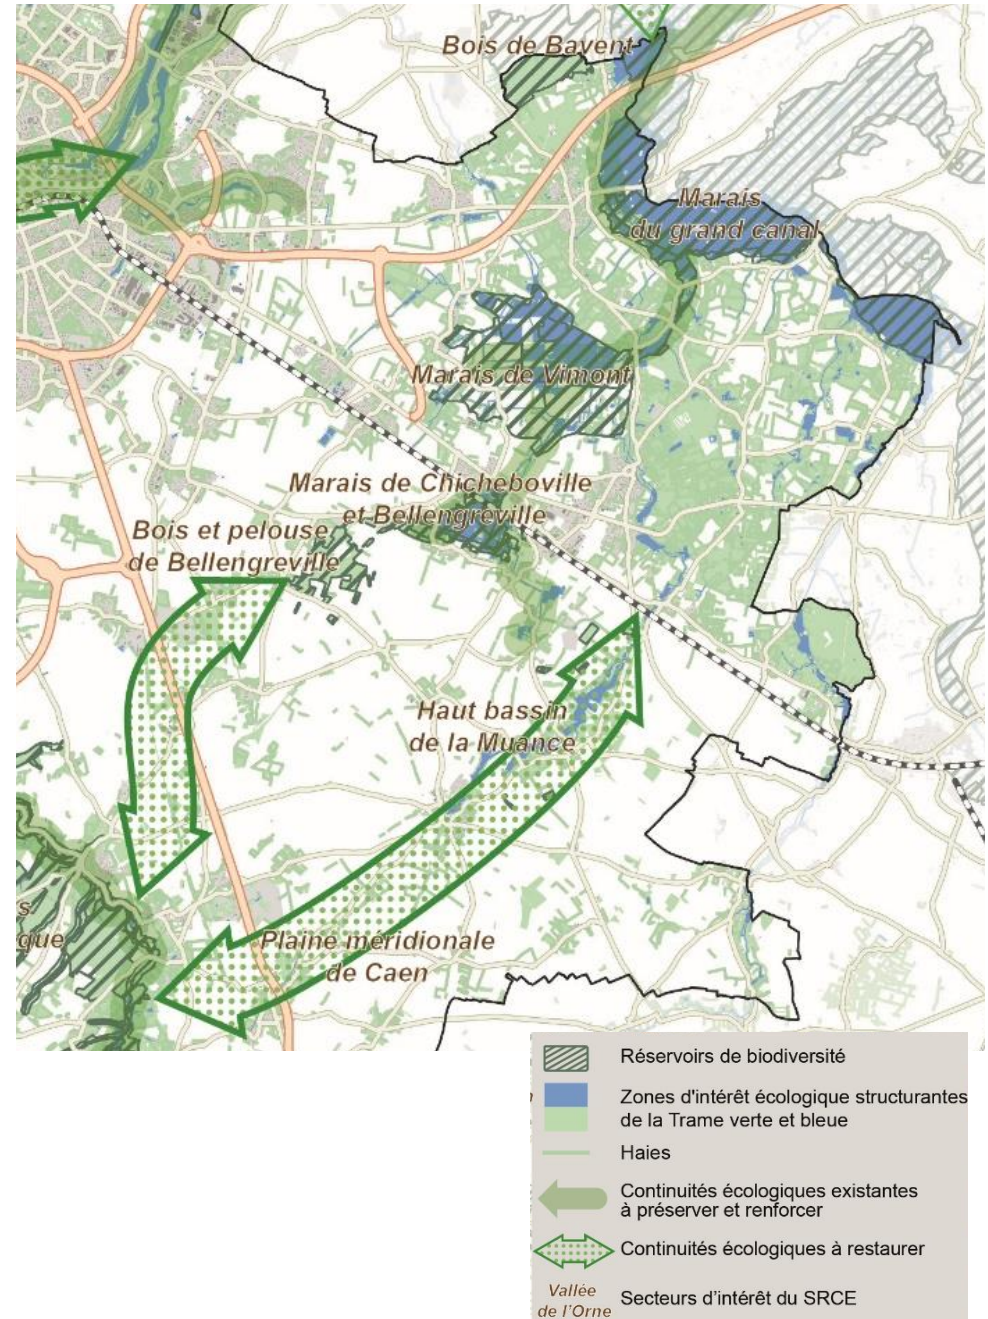 Bois de Bavent
Marais
du grand canal
Marais de Vimont
Marais de Chicheboville
et Bellengreville
Bois et pelouse
de Bellengreville
Haut bassin
de la Muance
s
que
Plaine méridionale
de Caen
Réservoirs de biodiversité
Zones d'intérêt écologique structurantes
de la Trame verte et bleue
Haies
Continuités écologiques existantes
à préserver et renforcer
Continuités écologiques à restaurer
Vallée
de l'Orne
Secteurs d'intérêt du SRCE